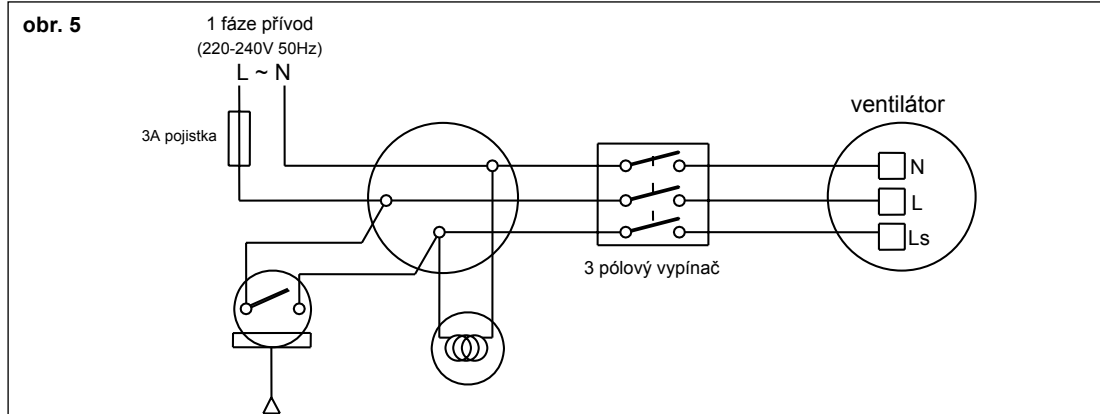 obr. 5
1 fáze přívod
(220-240V 50Hz)
L ~ N
3A pojistka
ventilátor
N
L
Ls
3 pólový vypínač